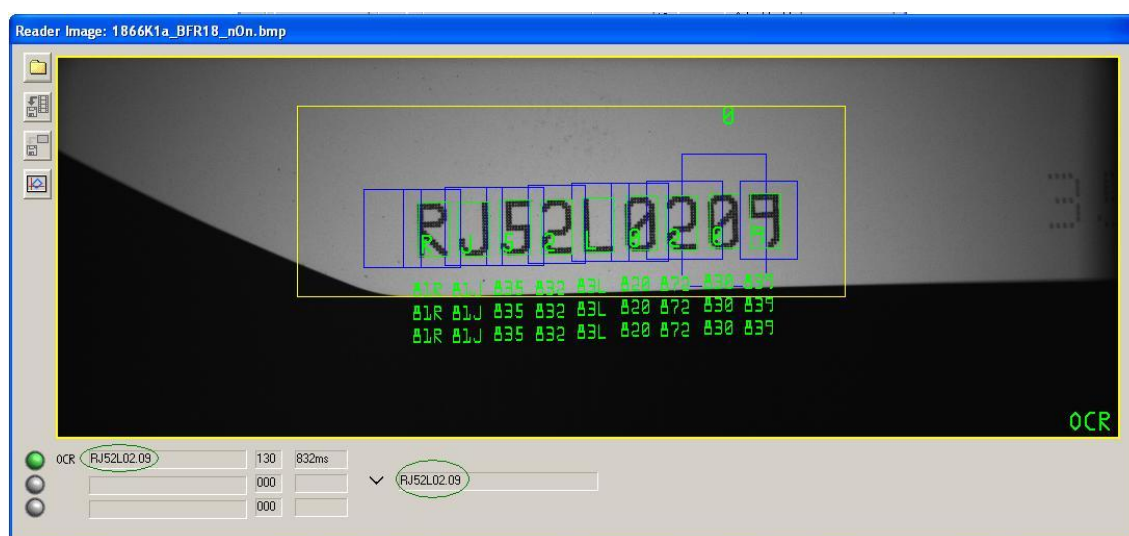 Reader Image: 1866K1a_BFR18_nOn.bmp
0
RJ52L0209
R J 5 2 L 0 2 0 9
81R 81J 835 832 83L 820 872 830 839
81R 81J 835 832 83L 820 872 830 839
81R 81J 835 832 83L 820 872 830 839
OCR
OCR RJ52L02.09 130 832ms
RJ52L02.09
000
000